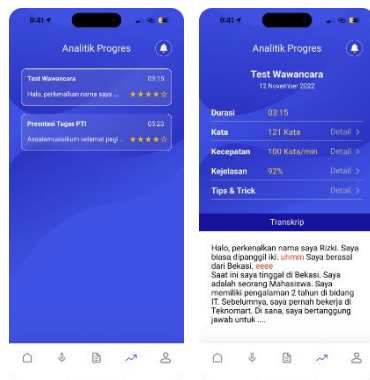 9:41
Analitik Progres
Test Wawancara 03:15
Halo, perkenalkan nama saya ...
Presentasi Tugas PTI 03:23
Assalamualaikum selamat pagi ..
9:41
Analitik Progres
Test Wawancara
12 November 2022
Durasi 03:15
Kata 121 Kata Detail >
Kecepatan 100 Kata/min Detail >
Kejelasan 92% Detail >
Tips & Trick Detail >
Transkrip
Halo, perkenalkan nama saya Rizki. Saya
biasa dipanggil iki. uhmm Saya berasal
dari Bekasi. eeee
Saat ini saya tinggal di Bekasi. Saya
adalah seorang Mahasiswa. Saya
memiliki pengalaman 2 tahun di bidang
IT. Sebelumnya, saya pernah bekerja di
Teknomart. Di sana, saya bertanggung
jawab untuk ....